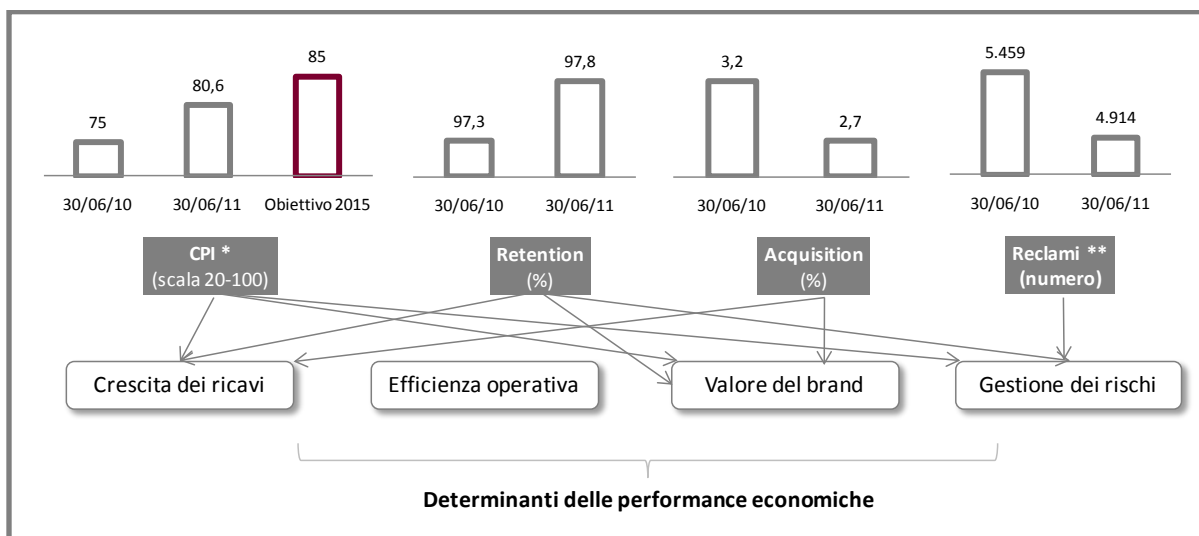 75
80,6
85
30/06/10
30/06/11
Obiettivo 2015
97,3
97,8
30/06/10
30/06/11
3,2
2,7
30/06/10
30/06/11
5.459
4.914
30/06/10
30/06/11
CPI *
(scala 20-100)
Retention
(%)
Acquisition
(%)
Reclami **
(numero)
Crescita dei ricavi
Efficienza operativa
Valore del brand
Gestione dei rischi
Determinanti delle performance economiche